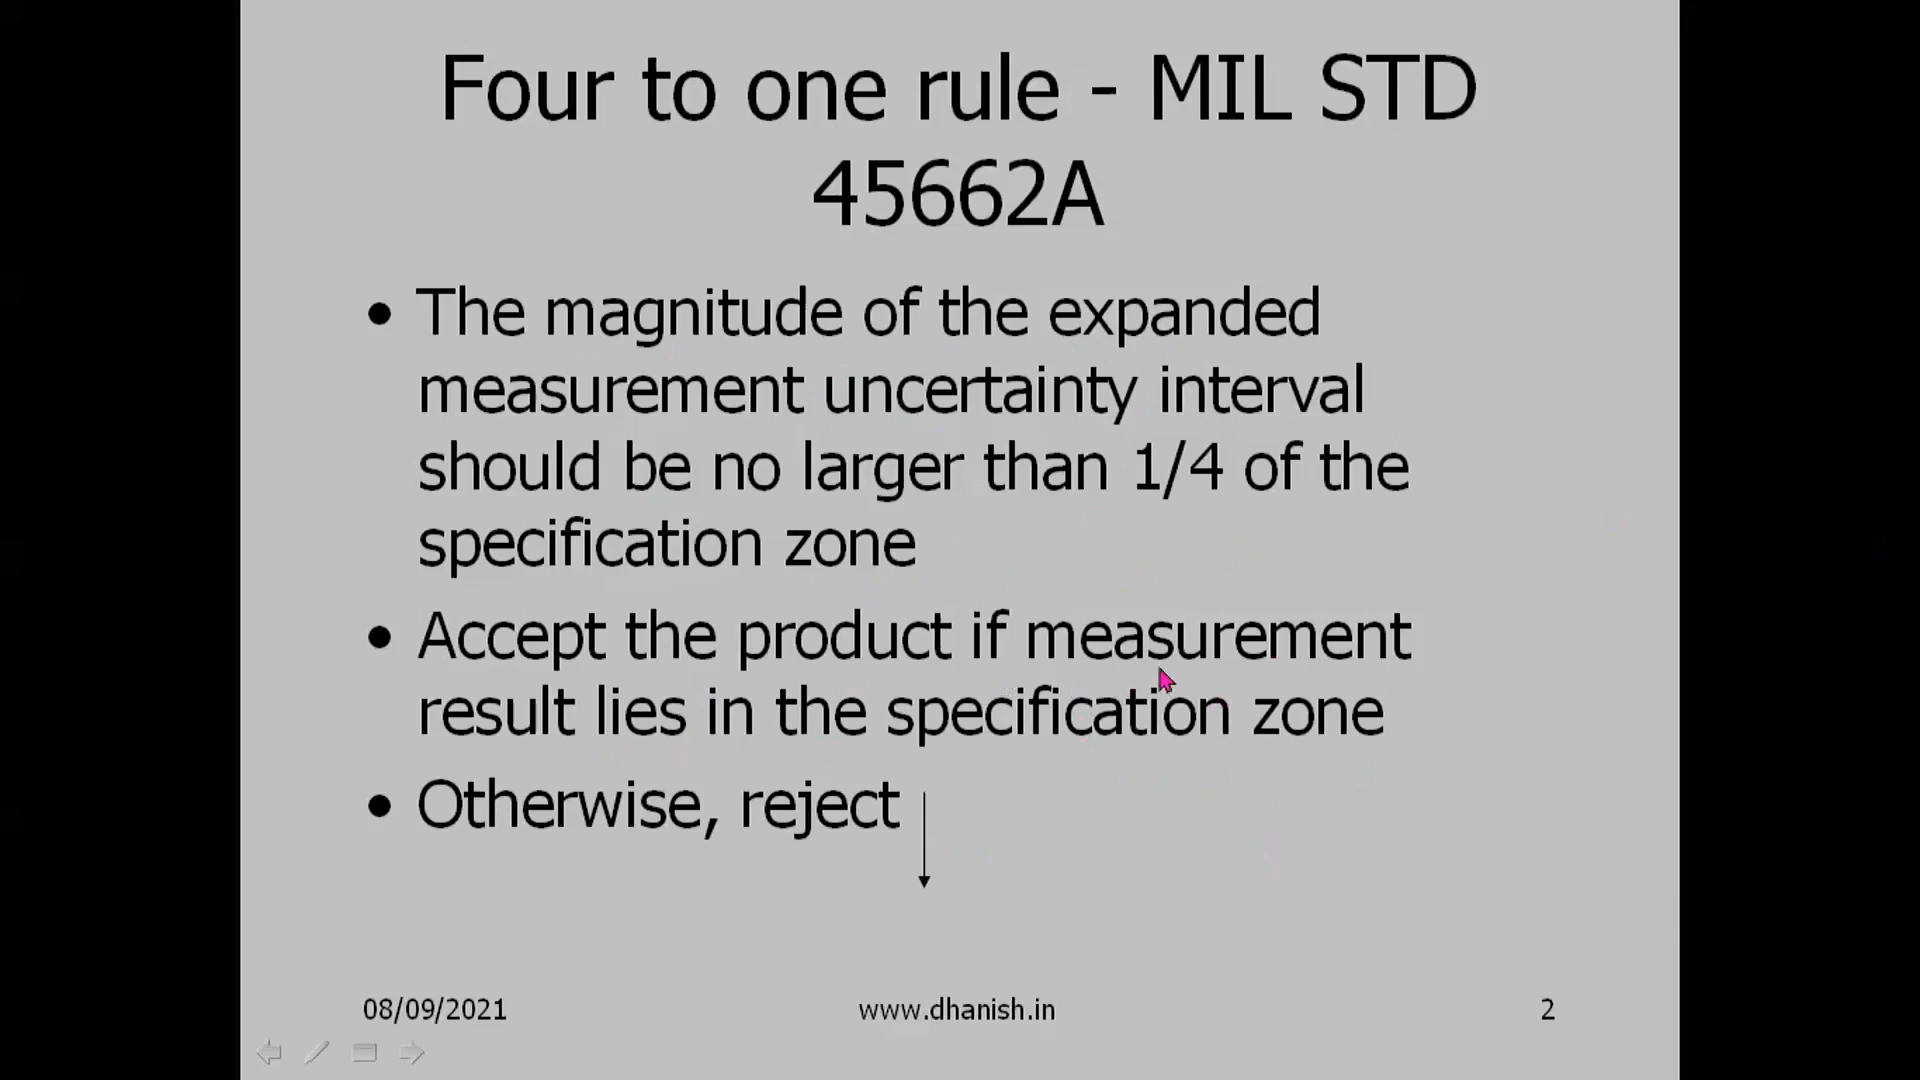 Four to one rule - MIL STD
45662A
• The magnitude of the expanded
measurement uncertainty interval
should be no larger than 1/4 of the
specification zone
• Accept the product if measurement
result lies in the specification zone
• Otherwise, reject
08/09/2021
www.dhanish.in
2